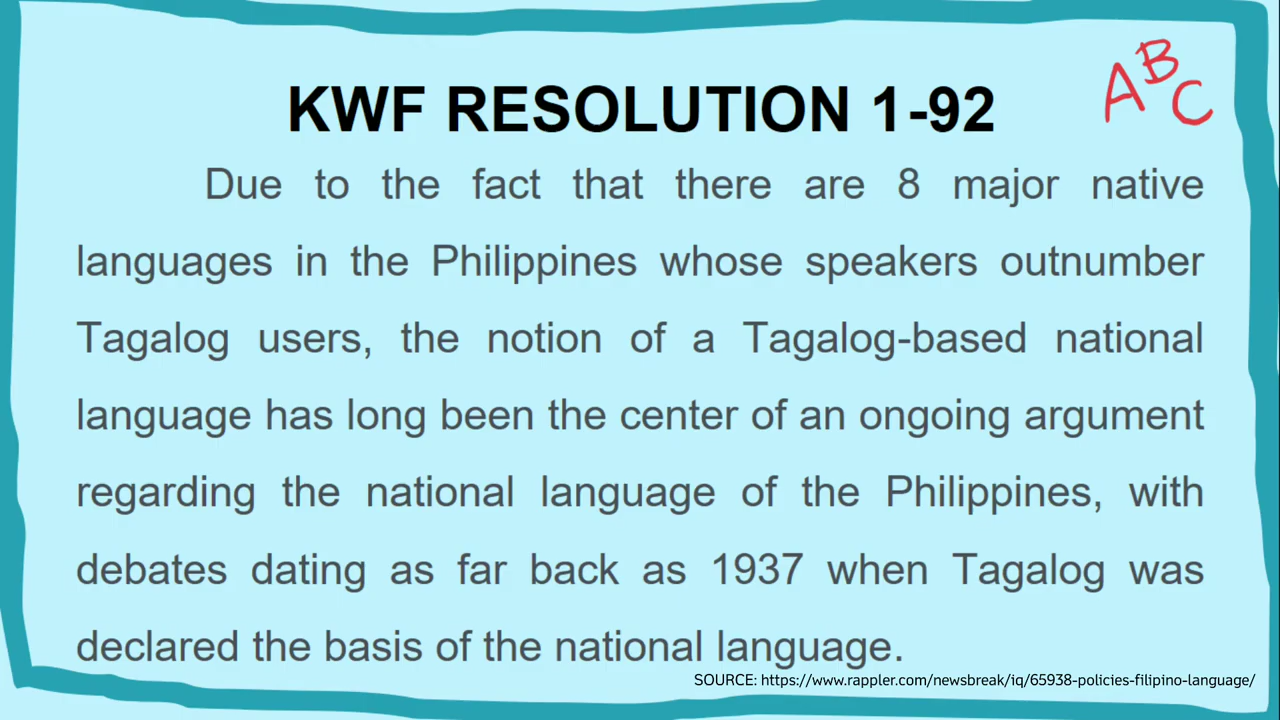 ABC
KWF RESOLUTION 1-92
Due to the fact that there are 8 major native
languages in the Philippines whose speakers outnumber
Tagalog users, the notion of a Tagalog-based national
language has long been the center of an ongoing argument
regarding the national language of the Philippines, with
debates dating as far back as 1937 when Tagalog was
declared the basis of the national language.
SOURCE: https://www.rappler.com/newsbreak/iq/65938-policies-filipino-language/